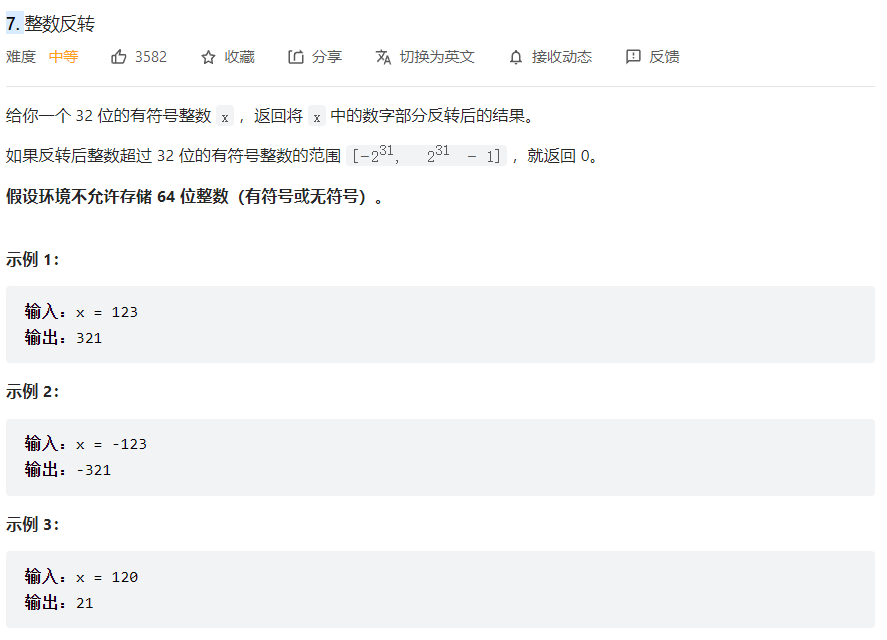 7. 整数反转
难度 中等 3582 收藏 分享 切换为英文 接收动态 反馈
给你一个 32 位的有符号整数 x ，返回将 x 中的数字部分反转后的结果。
如果反转后整数超过 32 位的有符号整数的范围 [−2^31, 2^31 − 1] ，就返回 0。
假设环境不允许存储 64 位整数（有符号或无符号）。
示例 1：
输入：x = 123
输出：321
示例 2：
输入：x = -123
输出：-321
示例 3：
输入：x = 120
输出：21